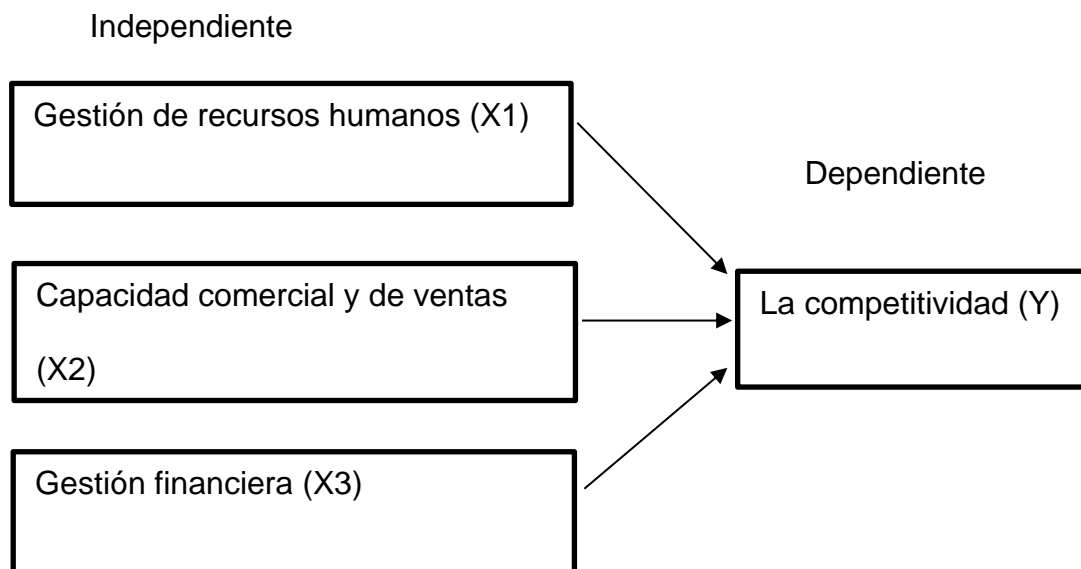 Independiente
Gestión de recursos humanos (X1)
Dependiente
Capacidad comercial y de ventas
(X2)
La competitividad (Y)
Gestión financiera (X3)